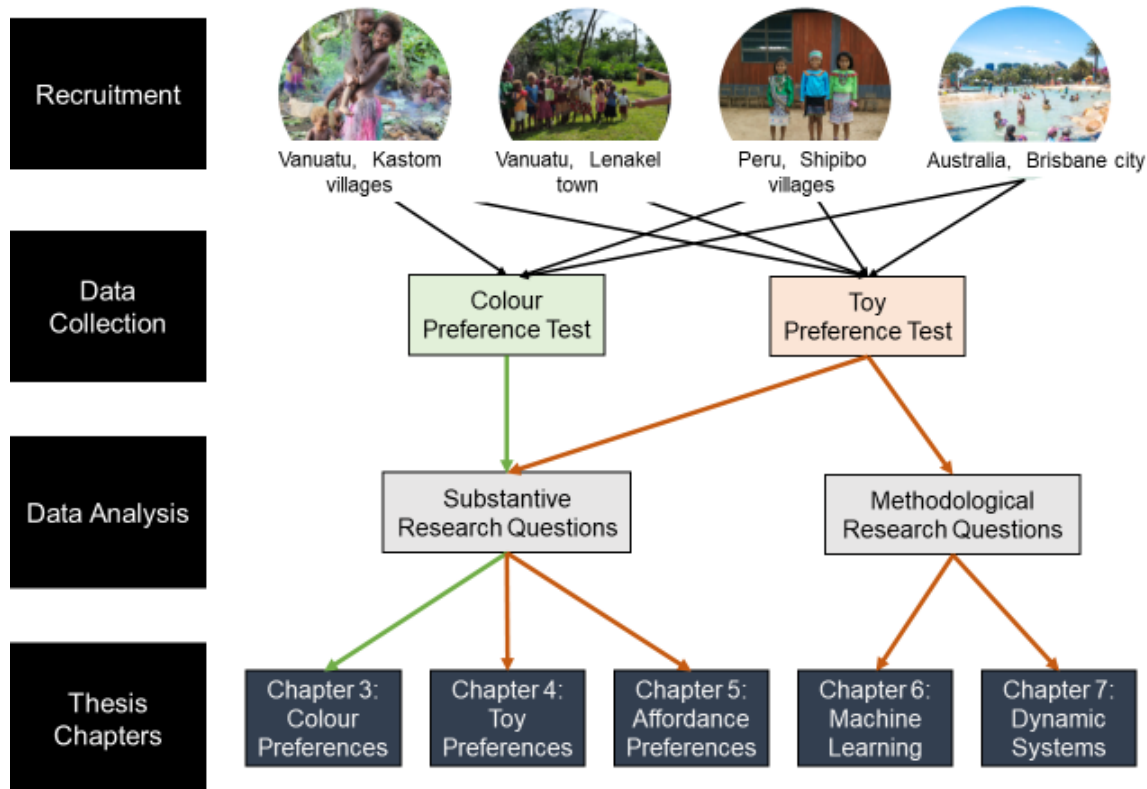 Recruitment
Vanuatu, Kastom
villages
Vanuatu, Lenakel
town
Peru, Shipibo
villages
Australia, Brisbane city
Data
Collection
Colour
Preference Test
Toy
Preference Test
Data Analysis
Substantive
Research Questions
Methodological
Research Questions
Thesis
Chapters
Chapter 3:
Colour
Preferences
Chapter 4:
Toy
Preferences
Chapter 5:
Affordance
Preferences
Chapter 6:
Machine
Learning
Chapter 7:
Dynamic
Systems